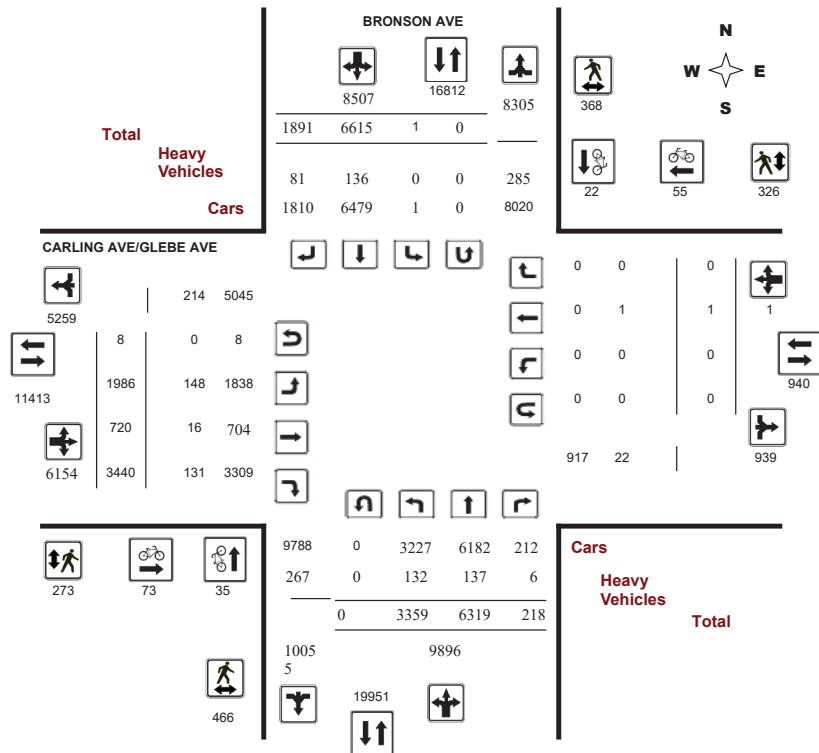 BRONSON AVE
N
W E
S
8507 16812 8305
368
1891 6615 1 0
Total
Heavy
Vehicles
81 136 0 0 285
22 55 326
Cars 1810 6479 1 0 8020
CARLING AVE/GLEBE AVE
214 5045
0 0 0
5259
0 1 1 1
8 0 8
0 0 0
11413
940
1986 148 1838
0 0 0
720 16 704
6154 3440 131 3309
917 22 939
9788 0 3227 6182 212 Cars
267 0 132 137 6 Heavy
Vehicles
273 73 35
0 3359 6319 218 Total
1005
5
9896
19951
466